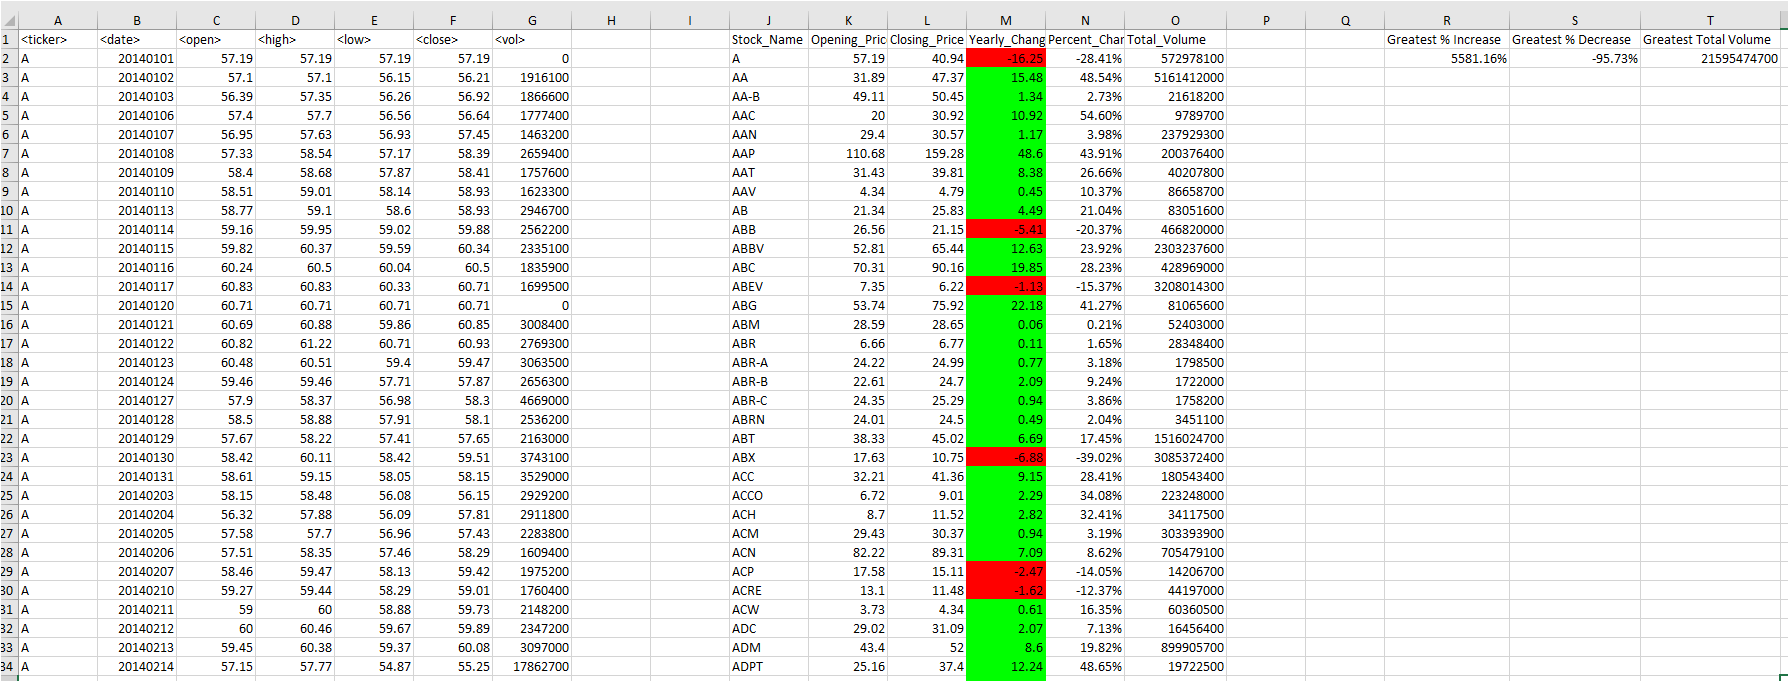 A B C D E F G H I J K L M N O P Q R S T
1 <ticker> <date> <open> <high> <low> <close> <vol> Stock_Name Opening_Pric Closing_Price Yearly_Chang Percent_Char Total_Volume Greatest % Increase Greatest % Decrease Greatest Total Volume
2 A 20140101 57.19 57.19 57.19 57.19 0 A 57.19 40.94 -16.25 -28.41% 572978100 5581.16% -95.73% 21595474700
3 A 20140102 57.1 57.1 56.15 56.21 1916100 AA 31.89 47.37 15.48 48.54% 5161412000
4 A 20140103 56.39 57.35 56.26 56.92 1866600 AA-B 49.11 50.45 1.34 2.73% 21618200
5 A 20140106 57.4 57.7 56.56 56.64 1777400 AAC 20 30.92 10.92 54.60% 9789700
6 A 20140107 56.95 57.63 56.93 57.45 1463200 AAN 29.4 30.57 1.17 3.98% 237929300
7 A 20140108 57.33 58.54 57.17 58.39 2659400 AAP 110.68 159.28 48.6 43.91% 200376400
8 A 20140109 58.4 58.68 57.87 58.41 1757600 AAT 31.43 39.81 8.38 26.66% 40207800
9 A 20140110 58.51 59.01 58.14 58.93 1623300 AAV 4.34 4.79 0.45 10.37% 86658700
10 A 20140113 58.77 59.1 58.6 58.93 2946700 AB 21.34 25.83 4.49 21.04% 83051600
11 A 20140114 59.16 59.95 59.02 59.88 2562200 ABB 26.56 21.15 -5.41 -20.37% 466820000
12 A 20140115 59.82 60.37 59.59 60.34 2335100 ABBV 52.81 65.44 12.63 23.92% 2303237600
13 A 20140116 60.24 60.5 60.04 60.5 1835900 ABC 70.31 90.16 19.85 28.23% 428969000
14 A 20140117 60.83 60.83 60.33 60.71 1699500 ABEV 7.35 6.22 -1.13 -15.37% 3208014300
15 A 20140120 60.71 60.71 60.71 60.71 0 ABG 53.74 75.92 22.18 41.27% 81065600
16 A 20140121 60.69 60.88 59.86 60.85 3008400 ABM 28.59 28.65 0.06 0.21% 52403000
17 A 20140122 60.82 61.22 60.71 60.93 2769300 ABR 6.66 6.77 0.11 1.65% 28348400
18 A 20140123 60.48 60.51 59.4 59.47 3063500 ABR-A 24.22 24.99 0.77 3.18% 1798500
19 A 20140124 59.46 59.46 57.71 57.87 2656300 ABR-B 22.61 24.7 2.09 9.24% 1722000
20 A 20140127 57.9 58.37 56.98 58.3 4669000 ABR-C 24.35 25.29 0.94 3.86% 1758200
21 A 20140128 58.5 58.88 57.91 58.1 2536200 ABRN 24.01 24.5 0.49 2.04% 3451100
22 A 20140129 57.67 58.22 57.41 57.65 2163000 ABT 38.33 45.02 6.69 17.45% 1516024700
23 A 20140130 58.42 60.11 58.42 59.51 3743100 ABX 17.63 10.75 -6.88 -39.02% 3085372400
24 A 20140131 58.61 59.15 58.05 58.15 3529000 ACC 32.21 41.36 9.15 28.41% 180543400
25 A 20140203 58.15 58.48 56.08 56.15 2929200 ACCO 6.72 9.01 2.29 34.08% 223248000
26 A 20140204 56.32 57.88 56.09 57.81 2911800 ACH 8.7 11.52 2.82 32.41% 34117500
27 A 20140205 57.58 57.7 56.96 57.43 2283800 ACM 29.43 30.37 0.94 3.19% 303393900
28 A 20140206 57.51 58.35 57.46 58.29 1609400 ACN 82.22 89.31 7.09 8.62% 705479100
29 A 20140207 58.46 59.47 58.13 59.42 1975200 ACP 17.58 15.11 -2.47 -14.05% 14206700
30 A 20140210 59.27 59.44 58.29 59.01 1760400 ACRE 13.1 11.48 -1.62 -12.37% 44197000
31 A 20140211 59 60 58.88 59.73 2148200 ACW 3.73 4.34 0.61 16.35% 60360500
32 A 20140212 60 60.46 59.67 59.89 2347200 ADC 29.02 31.09 2.07 7.13% 16456400
33 A 20140213 59.45 60.38 59.37 60.08 3097000 ADM 43.4 52 8.6 19.82% 899905700
34 A 20140214 57.15 57.77 54.87 55.25 17862700 ADPT 25.16 37.4 12.24 48.65% 19722500